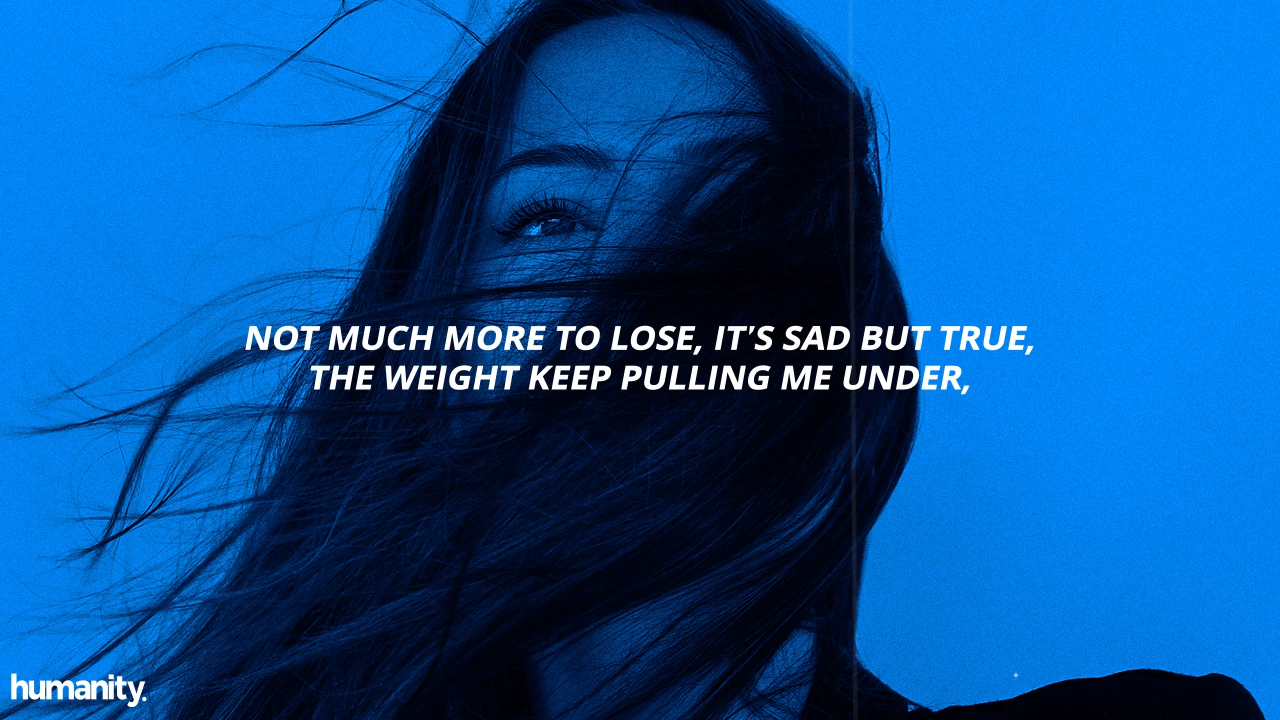 NOT MUCH MORE TO LOSE, IT'S SAD BUT TRUE,
THE WEIGHT KEEP PULLING ME UNDER,
humanity.